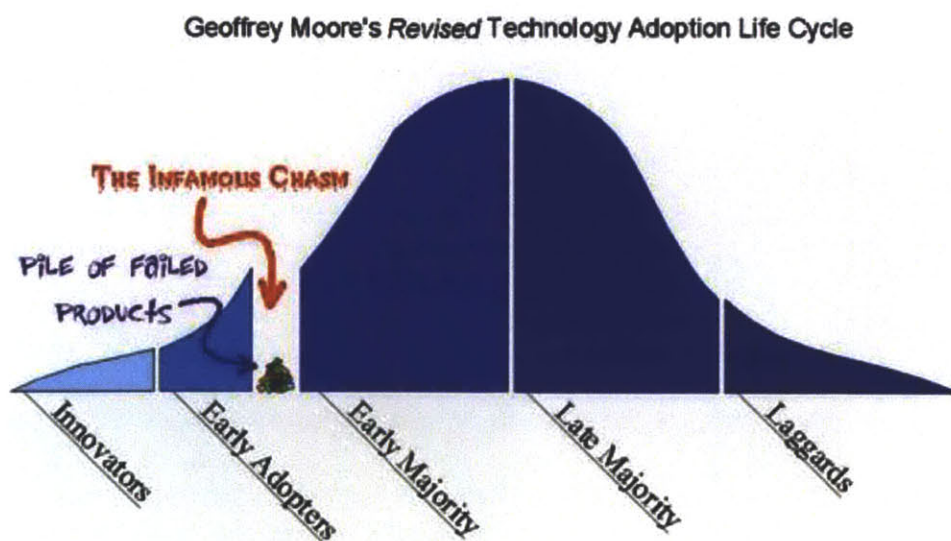 Geoffrey Moore's Revised Technology Adoption Life Cycle
THE INFAMOUS CHASM
PILE OF FAILED
PRODUCTS
Innovators
Early Adopters
Early Majority
Late Majority
Laggards